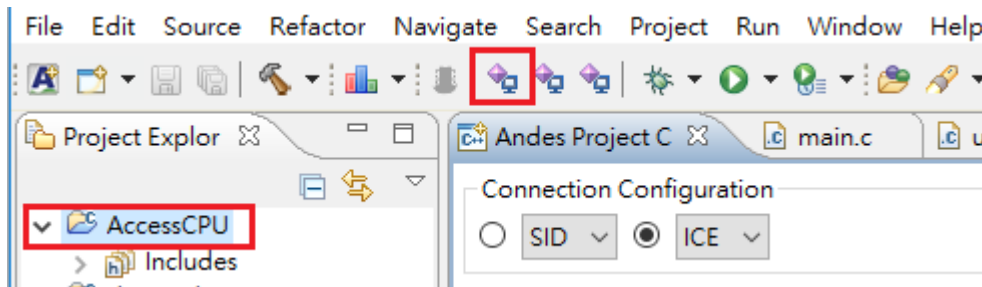 File Edit Source Refactor Navigate Search Project Run Window Help
Project Explor
Andes Project C main.c u
AccessCPU
Includes
Connection Configuration
SID ICE